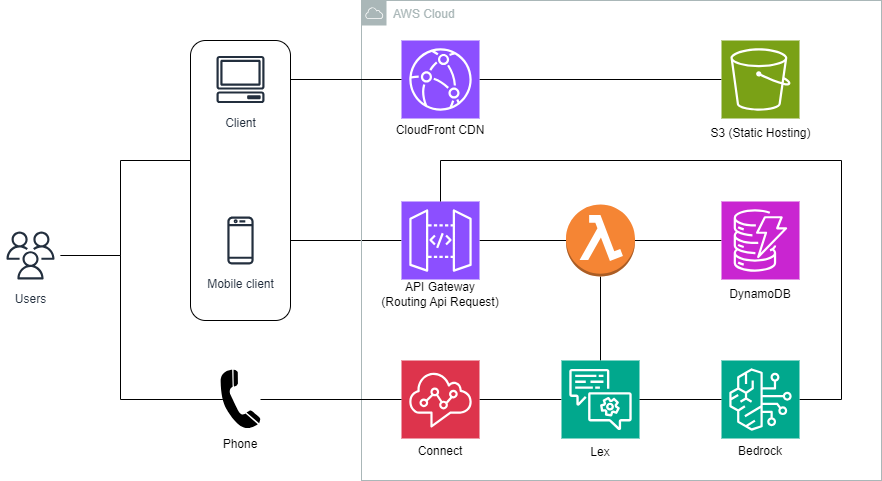 AWS Cloud
Client
CloudFront CDN
S3 (Static Hosting)
Users
Mobile client
API Gateway
(Routing Api Request)
DynamoDB
Phone
Connect
Lex
Bedrock